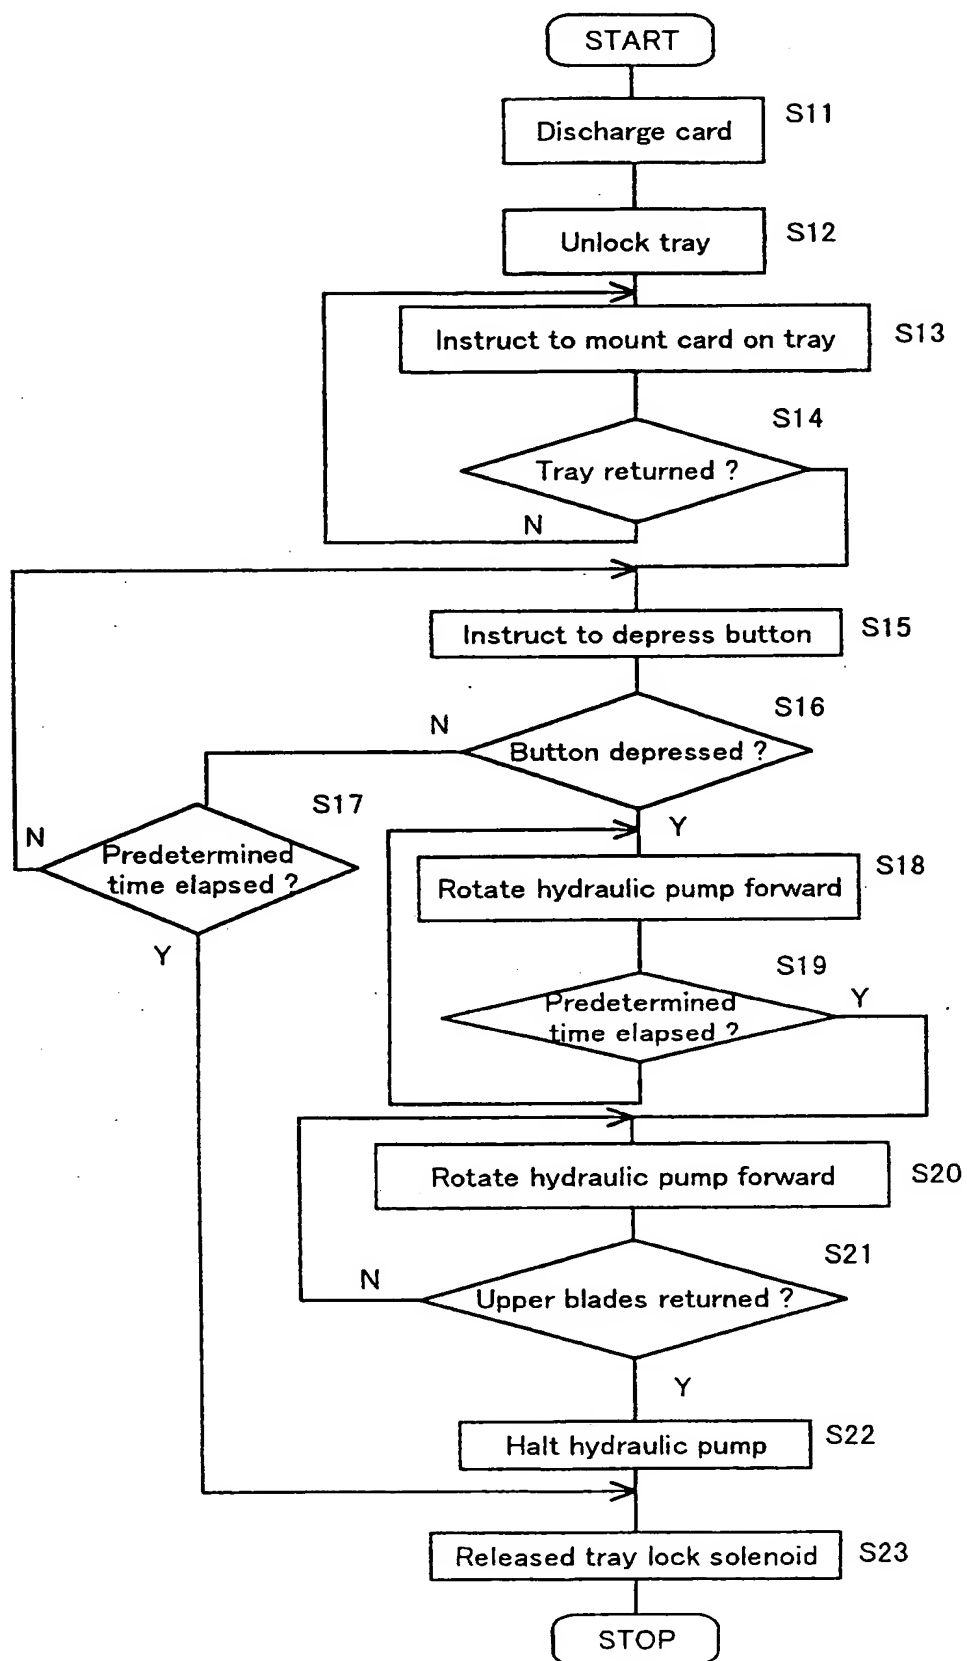 START
Discharge card
S11
Unlock tray
S12
Instruct to mount card on tray
S13
S14
Tray returned ?
N
Instruct to depress button
S15
S16
N
Button depressed ?
Y
S17
N
Predetermined
time elapsed ?
Y
S18
Rotate hydraulic pump forward
S19
Predetermined
time elapsed ?
Y
Rotate hydraulic pump forward
S20
S21
N
Upper blades returned ?
Y
Halt hydraulic pump
S22
Released tray lock solenoid
S23
STOP